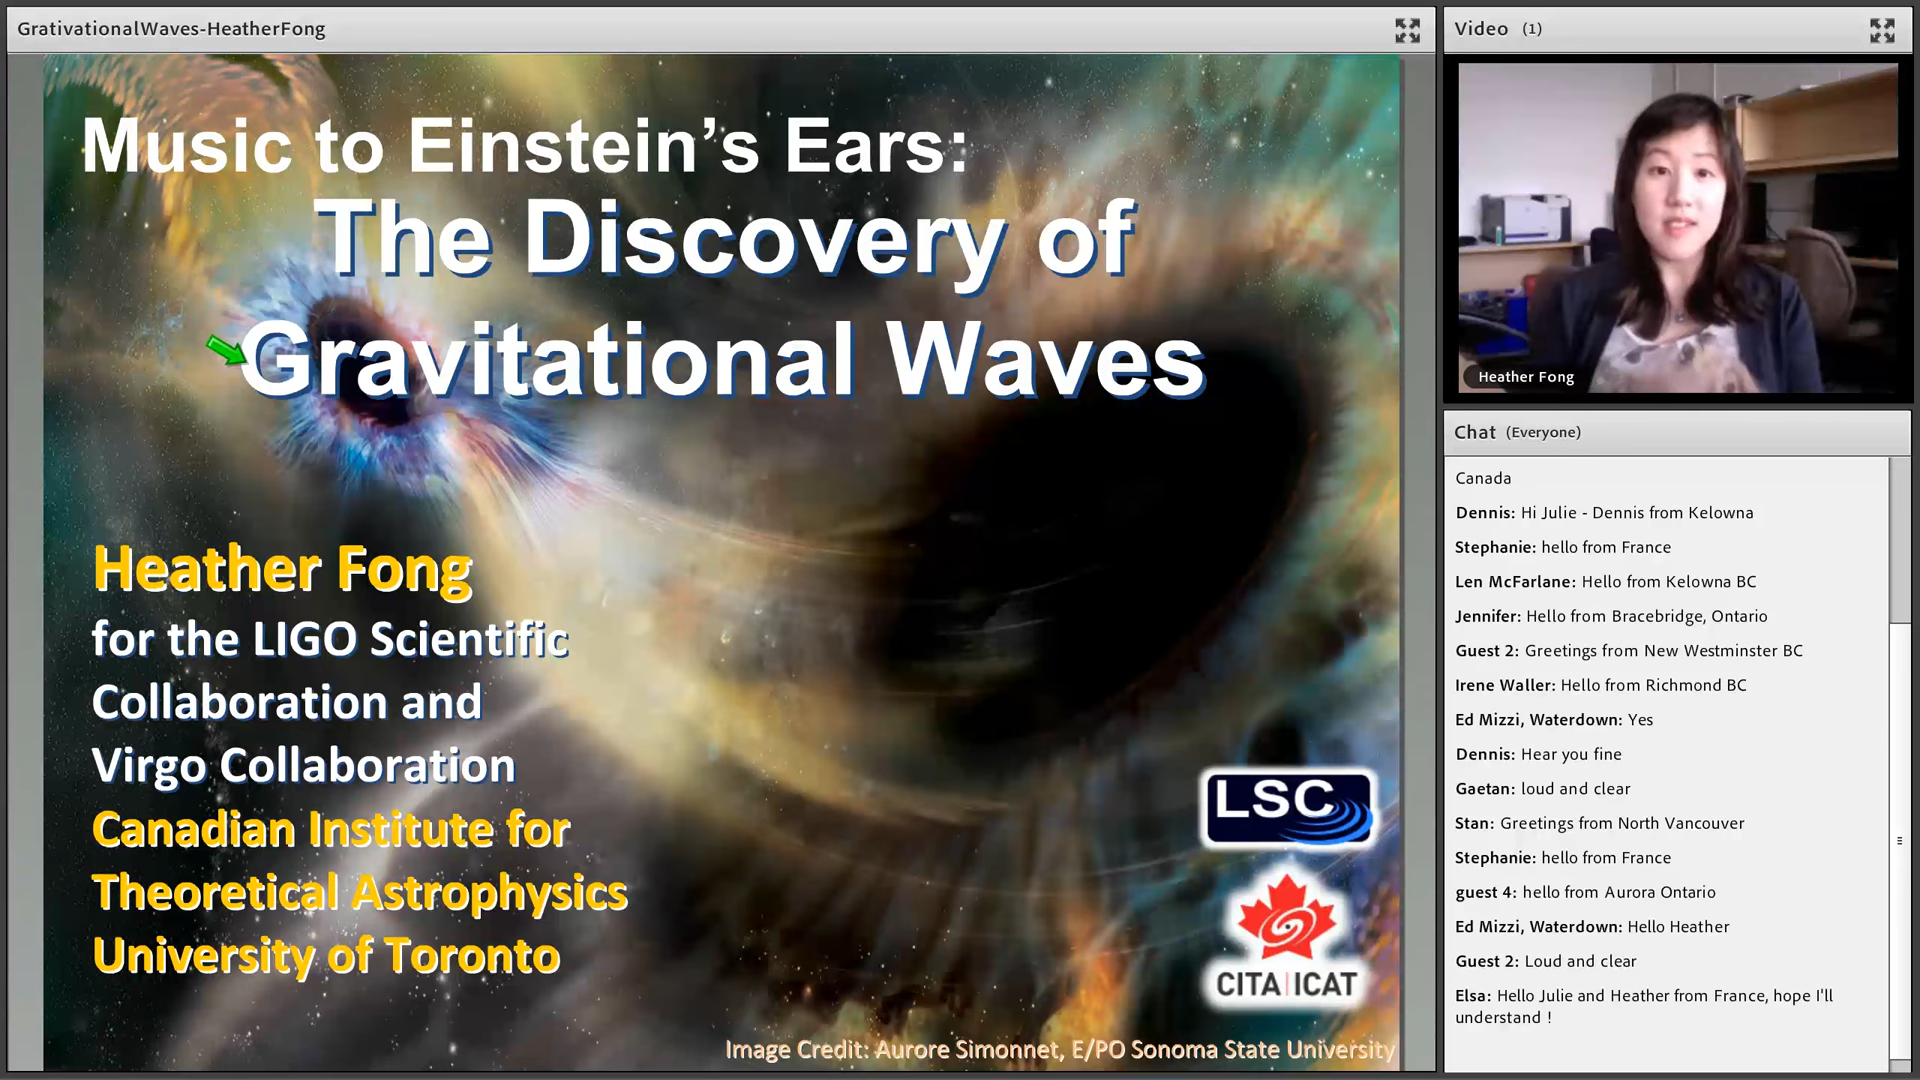 GrativationalWaves-HeatherFong
Music to Einstein’s Ears:
The Discovery of
Gravitational Waves
Heather Fong
for the LIGO Scientific
Collaboration and
Virgo Collaboration
Canadian Institute for
Theoretical Astrophysics
University of Toronto
LSC
CITA|ICAT
Image Credit: Aurore Simonnet, E/PO Sonoma State University
Video (1)
Heather Fong
Chat (Everyone)
Canada
Dennis: Hi Julie - Dennis from Kelowna
Stephanie: hello from France
Len McFarlane: Hello from Kelowna BC
Jennifer: Hello from Bracebridge, Ontario
Guest 2: Greetings from New Westminster BC
Irene Waller: Hello from Richmond BC
Ed Mizzi, Waterdown: Yes
Dennis: Hear you fine
Gaetan: loud and clear
Stan: Greetings from North Vancouver
Stephanie: hello from France
guest 4: hello from Aurora Ontario
Ed Mizzi, Waterdown: Hello Heather
Guest 2: Loud and clear
Elsa: Hello Julie and Heather from France, hope I'll
understand !